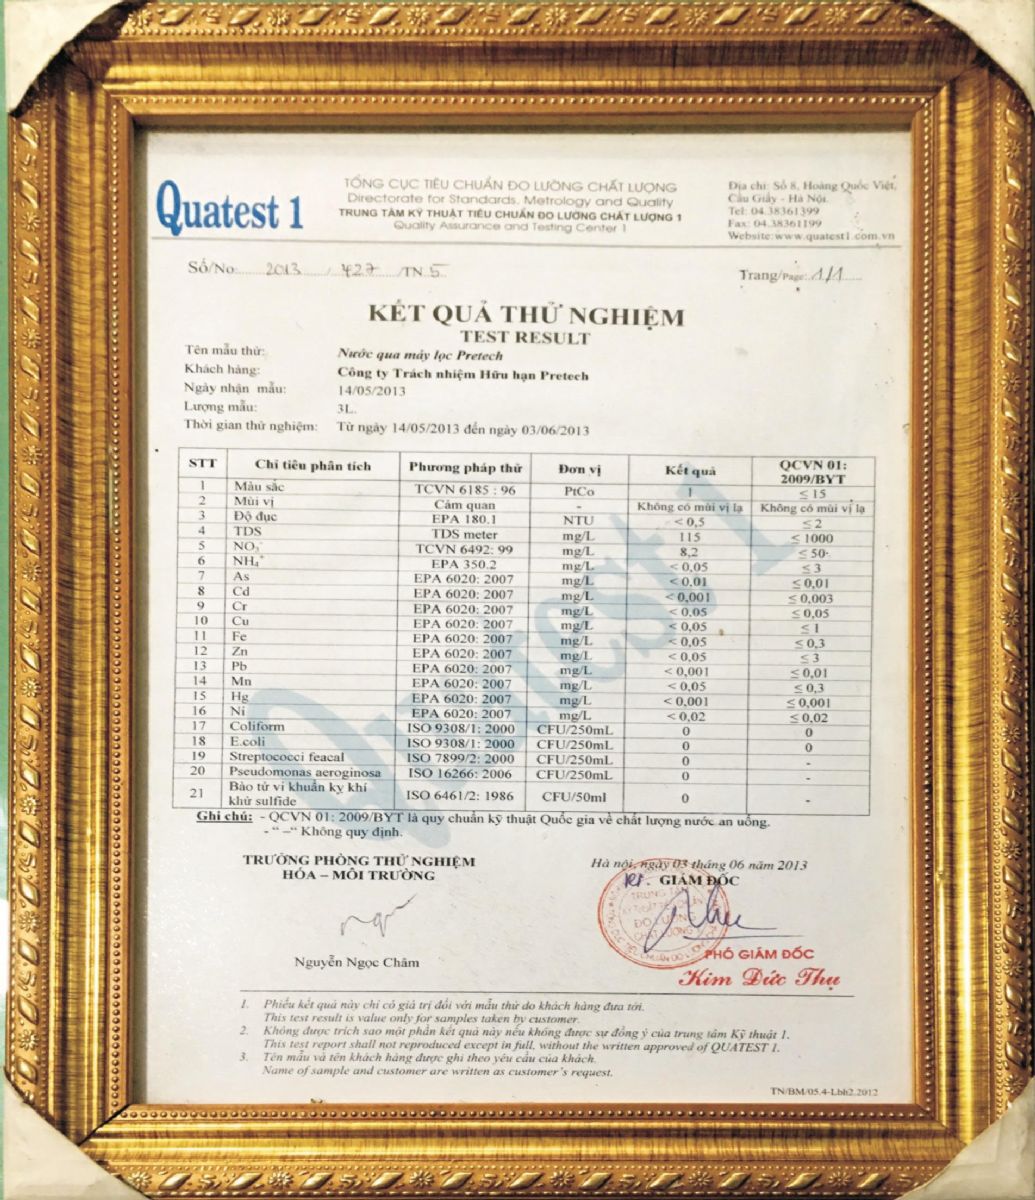 Quatest 1
TỔNG CỤC TIÊU CHUẨN ĐO LƯỜNG CHẤT LƯỢNG
Directorate for Standards, Metrology and Quality
TRUNG TÂM KỸ THUẬT TIÊU CHUẨN ĐO LƯỜNG CHẤT LƯỢNG 1
Quality Assurance and Testing Center 1
Địa chỉ: Số 8, Hoàng Quốc Việt,
Cầu Giấy - Hà Nội.
Tel: 04.38361399
Fax: 04.38361199
Website:www.quatest1.com.vn
Số/No: 2013 / 427 /TN 5
Trang/Page: 1/1
KẾT QUẢ THỬ NGHIỆM
TEST RESULT
Tên mẫu thử: Nước qua máy lọc Pretech
Khách hàng: Công ty Trách nhiệm Hữu hạn Pretech
Ngày nhận mẫu: 14/05/2013
Lượng mẫu: 3L.
Thời gian thử nghiệm: Từ ngày 14/05/2013 đến ngày 03/06/2013
STT Chỉ tiêu phân tích Phương pháp thử Đơn vị Kết quả QCVN 01: 2009/BYT
1 Màu sắc TCVN 6185 : 96 PtCo 1 ≤ 15
2 Mùi vị Cảm quan - Không có mùi vị lạ Không có mùi vị lạ
3 Độ đục EPA 180.1 NTU < 0,5 ≤ 2
4 TDS TDS meter mg/L 115 ≤ 1000
5 NO₃⁻ TCVN 6492: 99 mg/L 8,2 ≤ 50
6 NH₄⁺ EPA 350.2 mg/L < 0,05 ≤ 3
7 As EPA 6020: 2007 mg/L < 0,01 ≤ 0,01
8 Cd EPA 6020: 2007 mg/L < 0,001 ≤ 0,003
9 Cr EPA 6020: 2007 mg/L < 0,05 ≤ 0,05
10 Cu EPA 6020: 2007 mg/L < 0,05 ≤ 1
11 Fe EPA 6020: 2007 mg/L < 0,05 ≤ 0,3
12 Zn EPA 6020: 2007 mg/L < 0,05 ≤ 3
13 Pb EPA 6020: 2007 mg/L < 0,001 ≤ 0,01
14 Mn EPA 6020: 2007 mg/L < 0,05 ≤ 0,3
15 Hg EPA 6020: 2007 mg/L < 0,001 ≤ 0,001
16 Ni EPA 6020: 2007 mg/L < 0,02 ≤ 0,02
17 Coliform ISO 9308/1: 2000 CFU/250mL 0 0
18 E.coli ISO 9308/1: 2000 CFU/250mL 0 0
19 Streptococci feacal ISO 7899/2: 2000 CFU/250mL 0 -
20 Pseudomonas aeroginosa ISO 16266: 2006 CFU/250mL 0 -
21 Bào tử vi khuẩn kỵ khí khử sulfide ISO 6461/2: 1986 CFU/50ml 0 -
Quatest 1
Ghi chú: - QCVN 01: 2009/BYT là quy chuẩn kỹ thuật Quốc gia về chất lượng nước ăn uống.
- “ –“ Không quy định.
TRƯỞNG PHÒNG THỬ NGHIỆM
HÓA – MÔI TRƯỜNG
Nguyễn Ngọc Châm
Hà nội, ngày 03 tháng 06 năm 2013
KT. GIÁM ĐỐC
TRUNG TÂM
ĐO LƯỜNG
CHẤT LƯỢNG 1
PHÓ GIÁM ĐỐC
Kim Đức Thụ
1. Phiếu kết quả này chỉ có giá trị đối với mẫu thử do khách hàng đưa tới.
This test result is value only for samples taken by customer.
2. Không được trích sao một phần kết quả này nếu không được sự đồng ý của trung tâm Kỹ thuật 1.
This test report shall not reproduced except in full, without the written approved of QUATEST 1.
3. Tên mẫu và tên khách hàng được ghi theo yêu cầu của khách.
Name of sample and customer are written as customer’s request.
TN/BM/05.4-Lbh2.2012